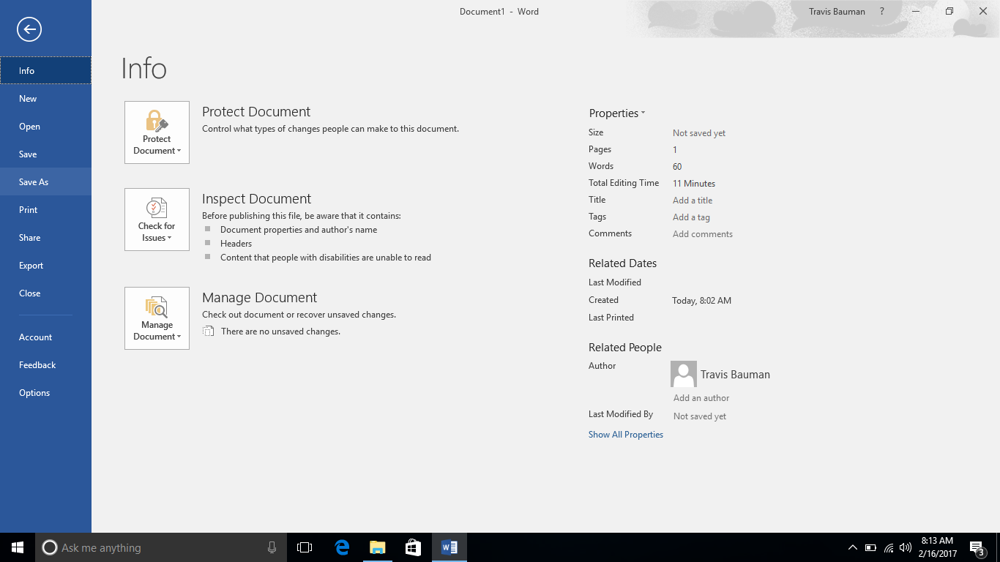 Document1 - Word
Travis Bauman ?
Info
New
Open
Save
Save As
Print
Share
Export
Close
Account
Feedback
Options
Info
Protect
Document
Protect Document
Control what types of changes people can make to this document.
Check for
Issues
Inspect Document
Before publishing this file, be aware that it contains:
Document properties and author's name
Headers
Content that people with disabilities are unable to read
Manage
Document
Manage Document
Check out document or recover unsaved changes.
There are no unsaved changes.
Properties
Size Not saved yet
Pages 1
Words 60
Total Editing Time 11 Minutes
Title Add a title
Tags Add a tag
Comments Add comments
Related Dates
Last Modified
Created Today, 8:02 AM
Last Printed
Related People
Author Travis Bauman
Add an author
Last Modified By Not saved yet
Show All Properties
Ask me anything
W
8:13 AM
2/16/2017
3